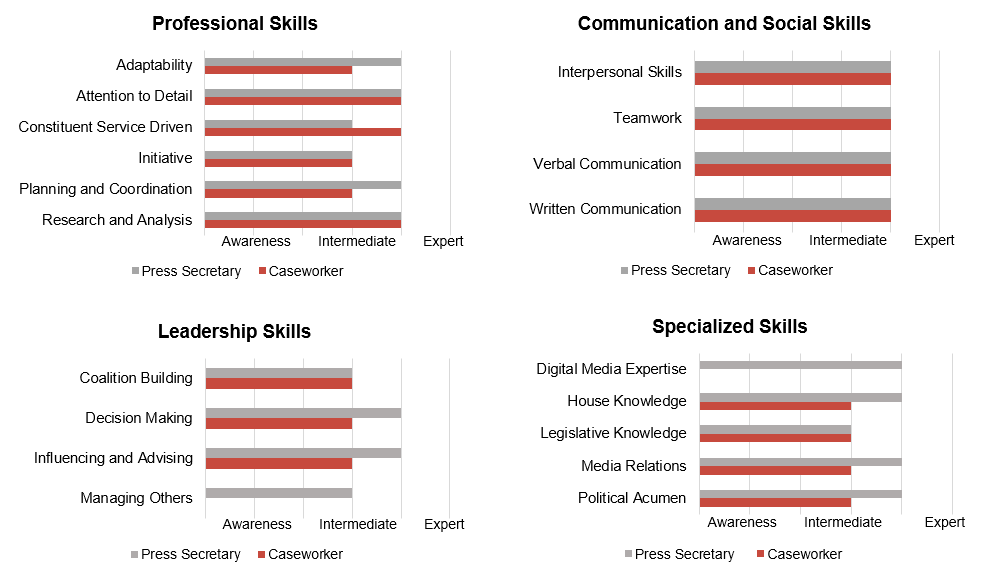 Professional Skills
Adaptability
Attention to Detail
Constituent Service Driven
Initiative
Planning and Coordination
Research and Analysis
Awareness Intermediate Expert
Press Secretary Caseworker
Communication and Social Skills
Interpersonal Skills
Teamwork
Verbal Communication
Written Communication
Awareness Intermediate Expert
Press Secretary Caseworker
Leadership Skills
Coalition Building
Decision Making
Influencing and Advising
Managing Others
Awareness Intermediate Expert
Press Secretary Caseworker
Specialized Skills
Digital Media Expertise
House Knowledge
Legislative Knowledge
Media Relations
Political Acumen
Awareness Intermediate Expert
Press Secretary Caseworker